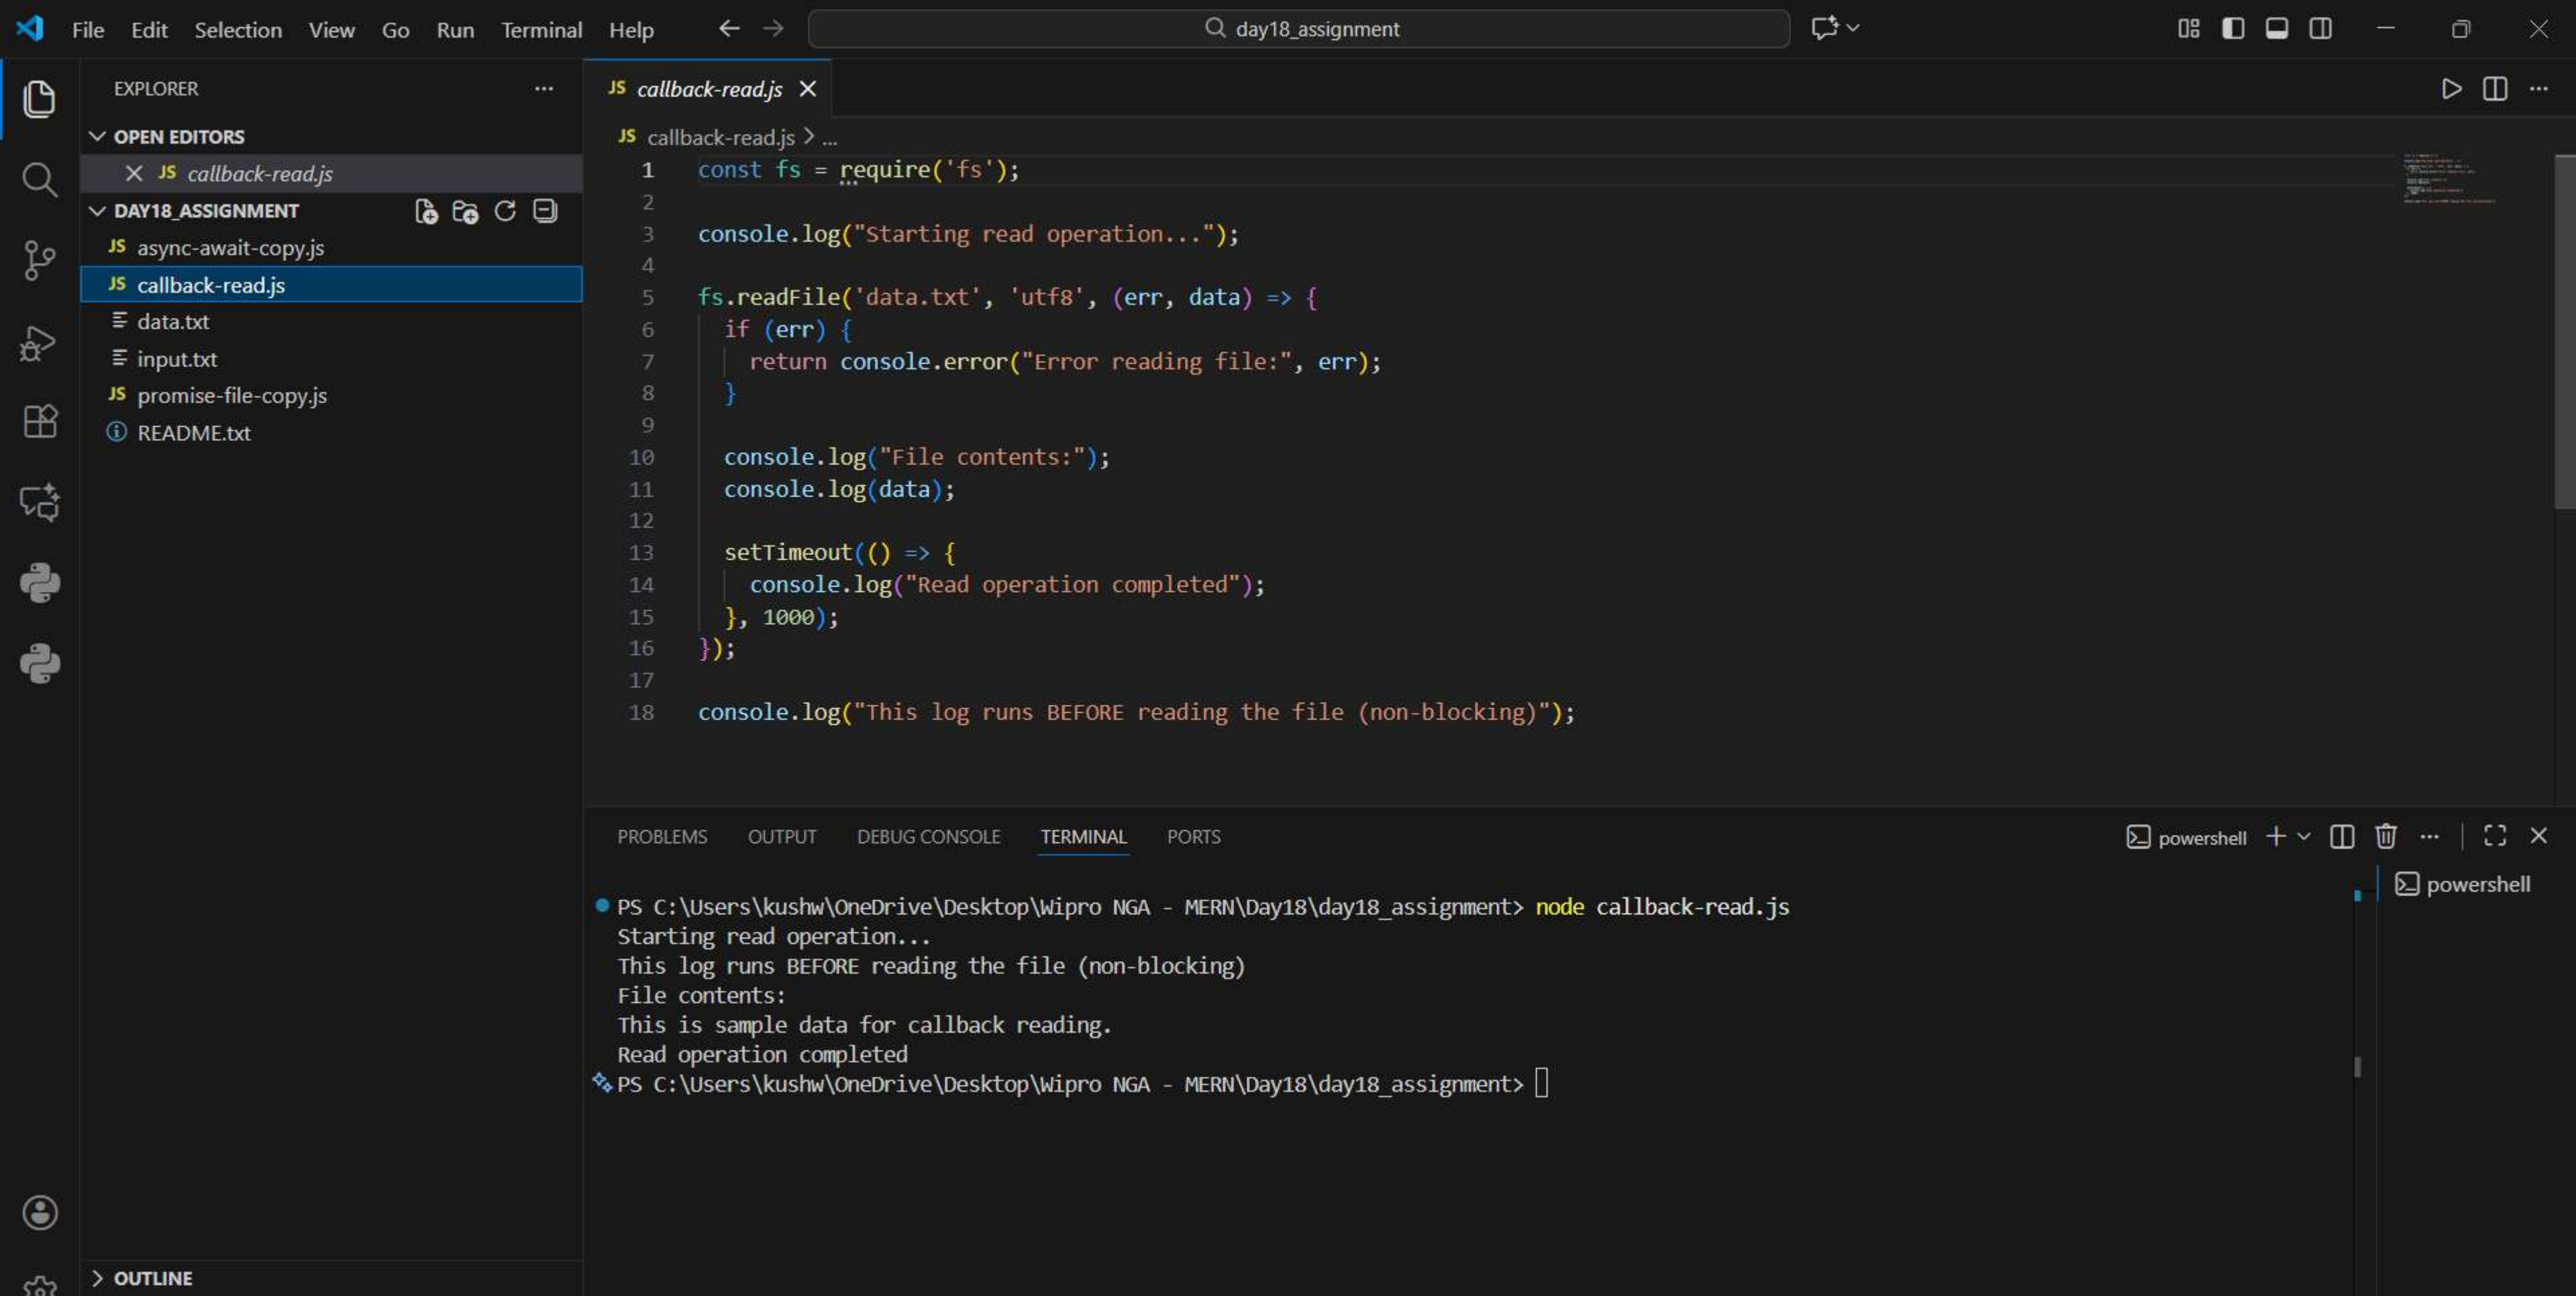 File Edit Selection View Go Run Terminal Help
day18_assignment
EXPLORER
OPEN EDITORS
JS callback-read.js
DAY18_ASSIGNMENT
JS async-await-copy.js
JS callback-read.js
data.txt
input.txt
JS promise-file-copy.js
README.txt
OUTLINE
JS callback-read.js
JS callback-read.js > ...
1 const fs = require('fs');
2
3 console.log("Starting read operation...");
4
5 fs.readFile('data.txt', 'utf8', (err, data) => {
6 if (err) {
7 return console.error("Error reading file:", err);
8 }
9
10 console.log("File contents:");
11 console.log(data);
12
13 setTimeout(() => {
14 console.log("Read operation completed");
15 }, 1000);
16 });
17
18 console.log("This log runs BEFORE reading the file (non-blocking)");
PROBLEMS OUTPUT DEBUG CONSOLE TERMINAL PORTS
powershell
powershell
PS C:\Users\kushw\OneDrive\Desktop\Wipro NGA - MERN\Day18\day18_assignment> node callback-read.js
Starting read operation...
This log runs BEFORE reading the file (non-blocking)
File contents:
This is sample data for callback reading.
Read operation completed
PS C:\Users\kushw\OneDrive\Desktop\Wipro NGA - MERN\Day18\day18_assignment>